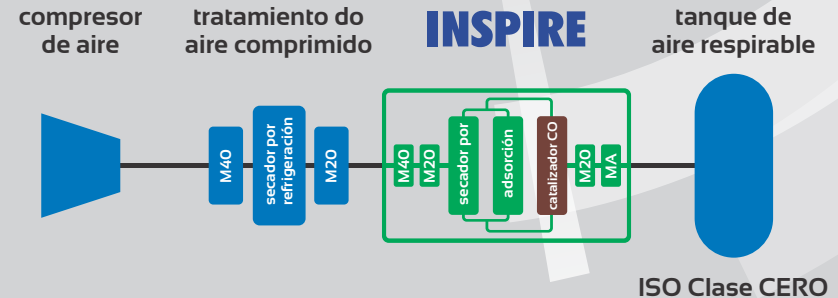 compresor
de aire
tratamiento do
aire comprimido
INSPIRE
tanque de
aire respirable
M40
secador por
refrigeración
M20
M40
M20
secador por
adsorción
catalizador CO
M20
MA
ISO Clase CERO